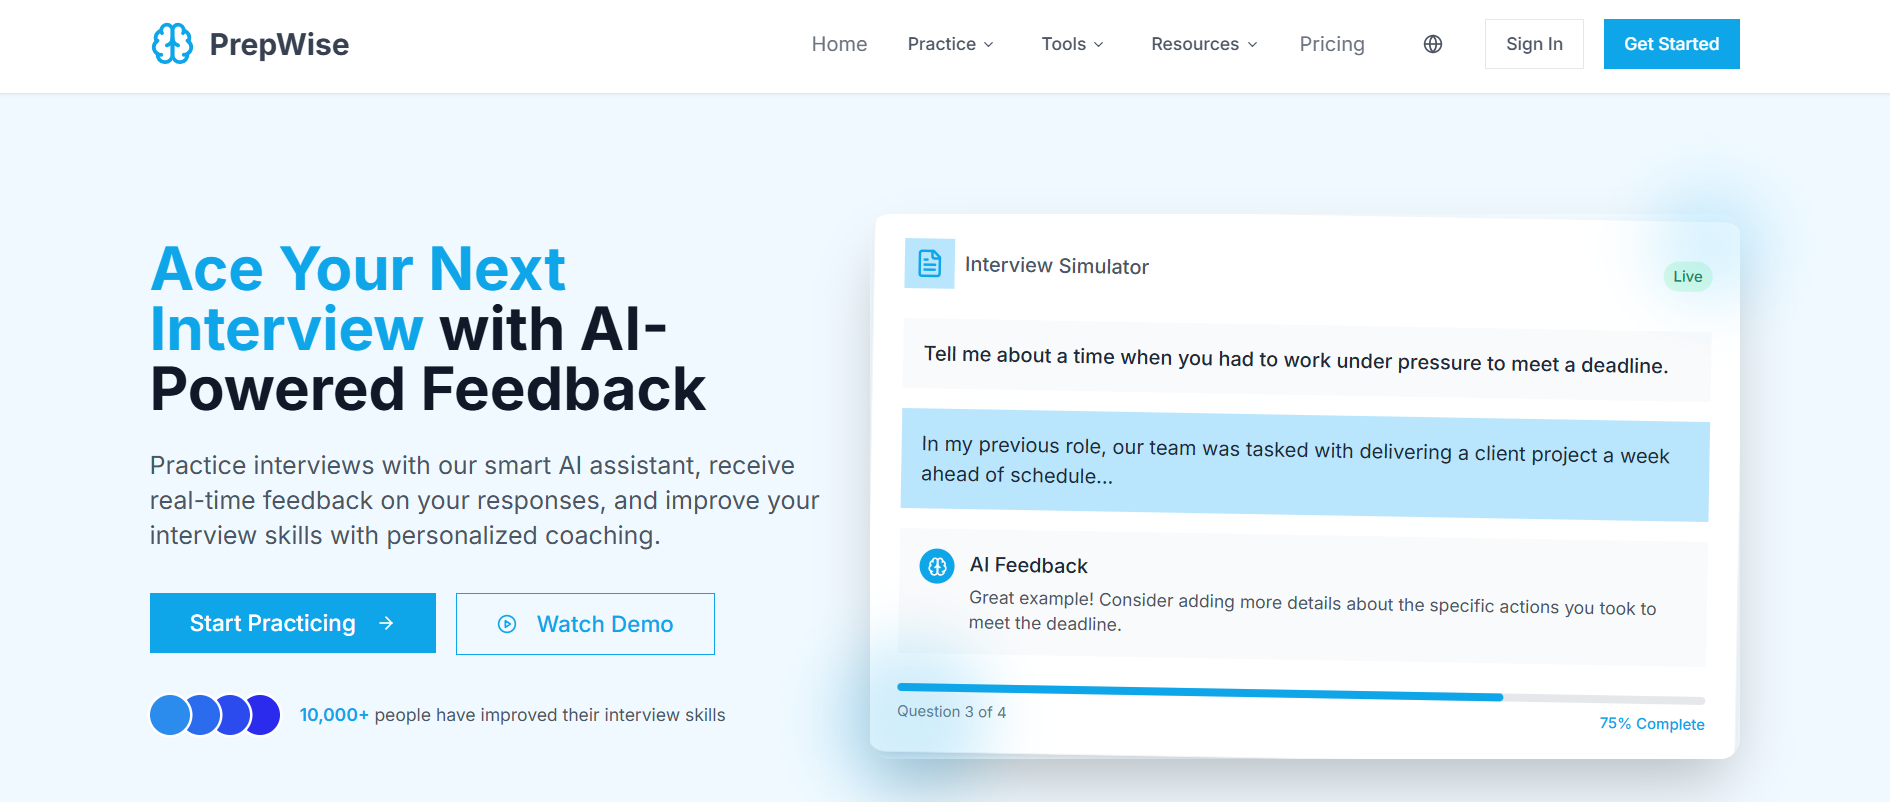 PrepWise
Home
Practice
Tools
Resources
Pricing
Sign In
Get Started
Ace Your Next
Interview with AI-
Powered Feedback
Practice interviews with our smart AI assistant, receive
real-time feedback on your responses, and improve your
interview skills with personalized coaching.
Start Practicing
Watch Demo
10,000+ people have improved their interview skills
Interview Simulator
Live
Tell me about a time when you had to work under pressure to meet a deadline.
In my previous role, our team was tasked with delivering a client project a week
ahead of schedule...
AI Feedback
Great example! Consider adding more details about the specific actions you took to
meet the deadline.
Question 3 of 4
75% Complete